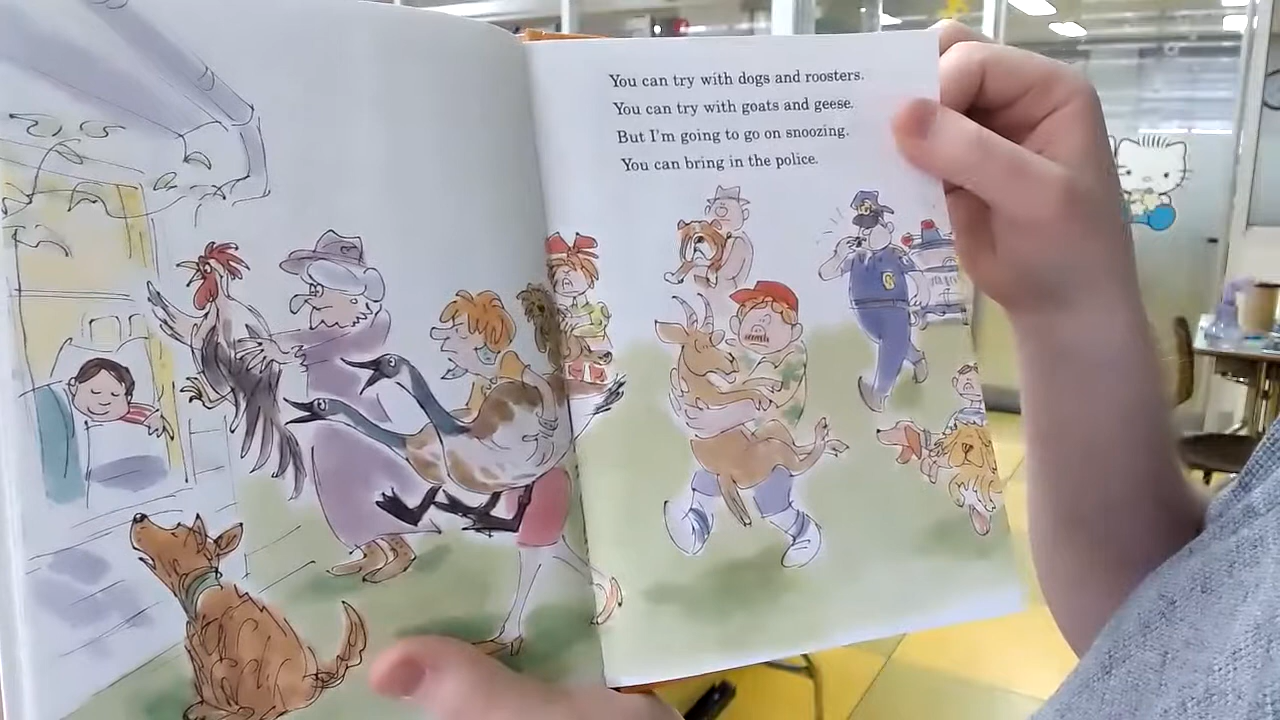 You can try with dogs and roosters.
You can try with goats and geese.
But I'm going to go on snoozing.
You can bring in the police.